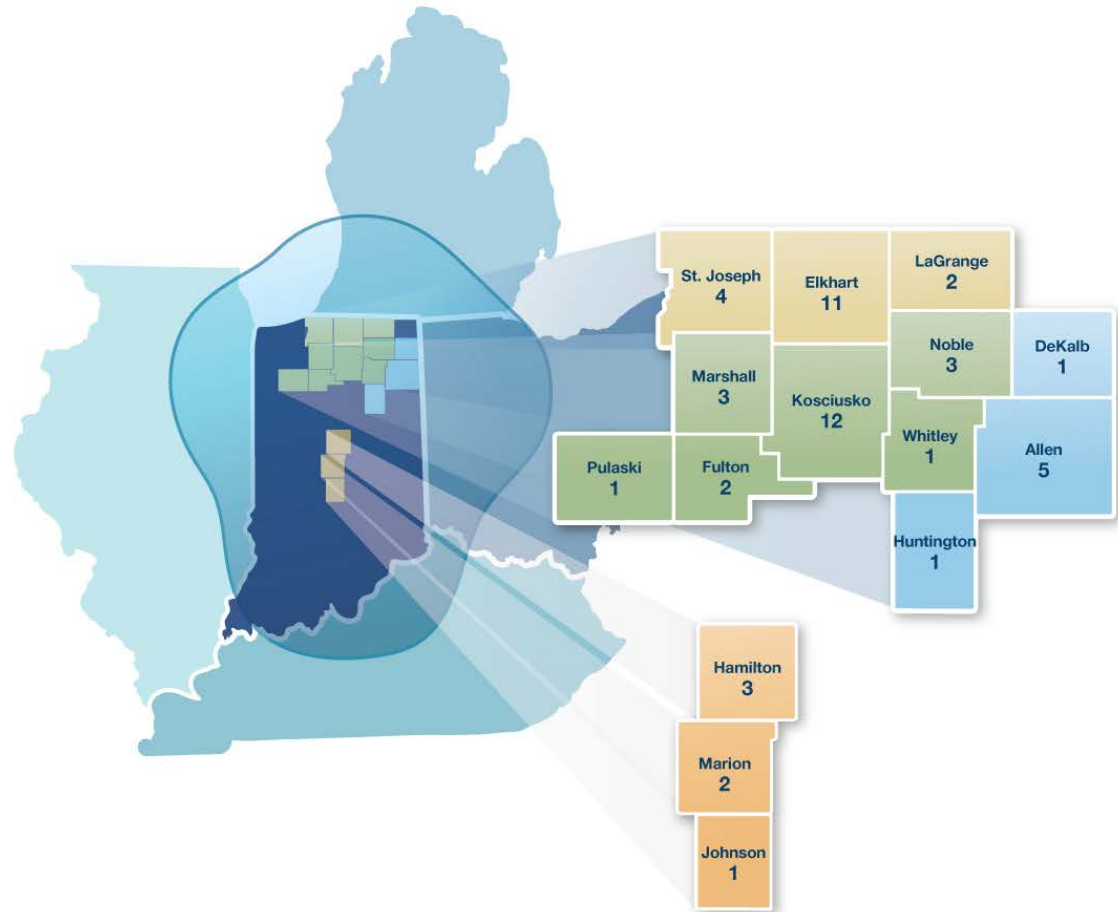 St. Joseph
4
Elkhart
11
LaGrange
2
Marshall
3
Kosciusko
12
Noble
3
DeKalb
1
Pulaski
1
Fulton
2
Whitley
1
Allen
5
Huntington
1
Hamilton
3
Marion
2
Johnson
1